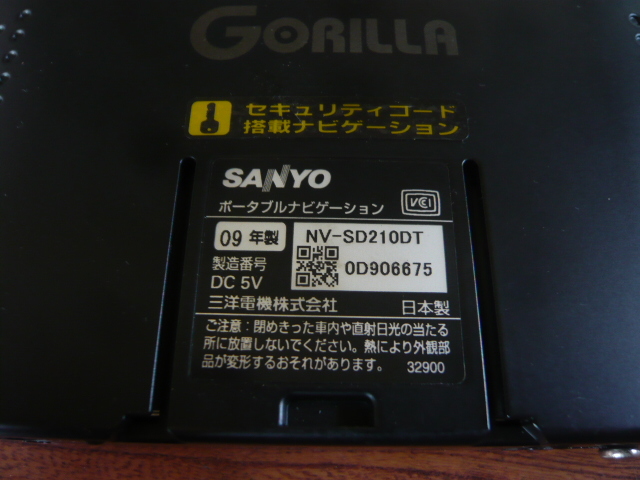 GORILLA
セキュリティコード
搭載ナビゲーション
SANYO
ポータブルナビゲーション VCCI
09 年製 NV-SD210DT
製造番号 0D906675
DC 5V
三洋電機株式会社 日本製
ご注意:閉めきった車内や直射日光の当たる
所に放置しないでください。熱により外観部
品が変形するおそれがあります。 32900